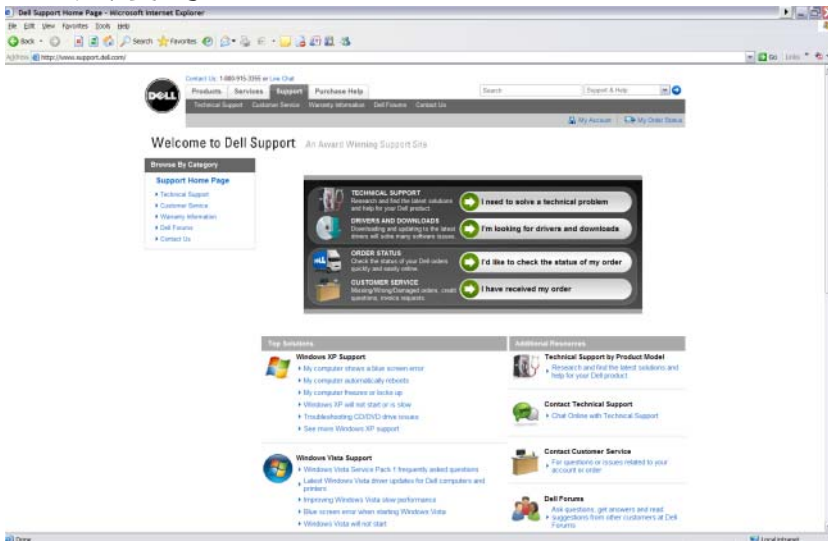 Dell Support Home Page - Microsoft Internet Explorer
File Edit View Favorites Tools Help
Back Search Favorites
Address http://www.support.dell.com/ Go Links
Contact Us or Live Chat
DELL
Products Services Support Purchase Help Search Support & Help
Technical Support Customer Service Warranty Information Dell Forums Contact Us
My Account My Order Status
Welcome to Dell Support An Award Winning Support Site
Browse By Category
Support Home Page
Technical Support
Customer Service
Warranty Information
Dell Forums
Contact Us
TECHNICAL SUPPORT
Research and find the latest solutions
and help for your Dell product.
I need to solve a technical problem
DRIVERS AND DOWNLOADS
Downloading and updating to the latest
drivers will solve many software issues.
I'm looking for drivers and downloads
ORDER STATUS
Check the status of your Dell orders
quickly and easily online.
I'd like to check the status of my order
CUSTOMER SERVICE
Missing/Wrong/Damaged orders, credit
questions, invoice requests.
I have received my order
Top Solutions
Windows XP Support
My computer shows a blue screen error
My computer automatically reboots
My computer freezes or locks up
Windows XP will not start or is slow
Troubleshooting CD/DVD drive issues
See more Windows XP support
Windows Vista Support
Windows Vista Service Pack 1 frequently asked questions
Latest Windows Vista driver updates for Dell computers and
printers
Improving Windows Vista slow performance
Blue screen error when starting Windows Vista
Windows Vista will not start
Additional Resources
Technical Support by Product Model
Research and find the latest solutions and
help for your Dell product
Contact Technical Support
Chat Online with Technical Support
Contact Customer Service
For questions or issues related to your
account or order
Dell Forums
Ask questions, get answers and read
suggestions from other customers at Dell
Forums
Done Local intranet